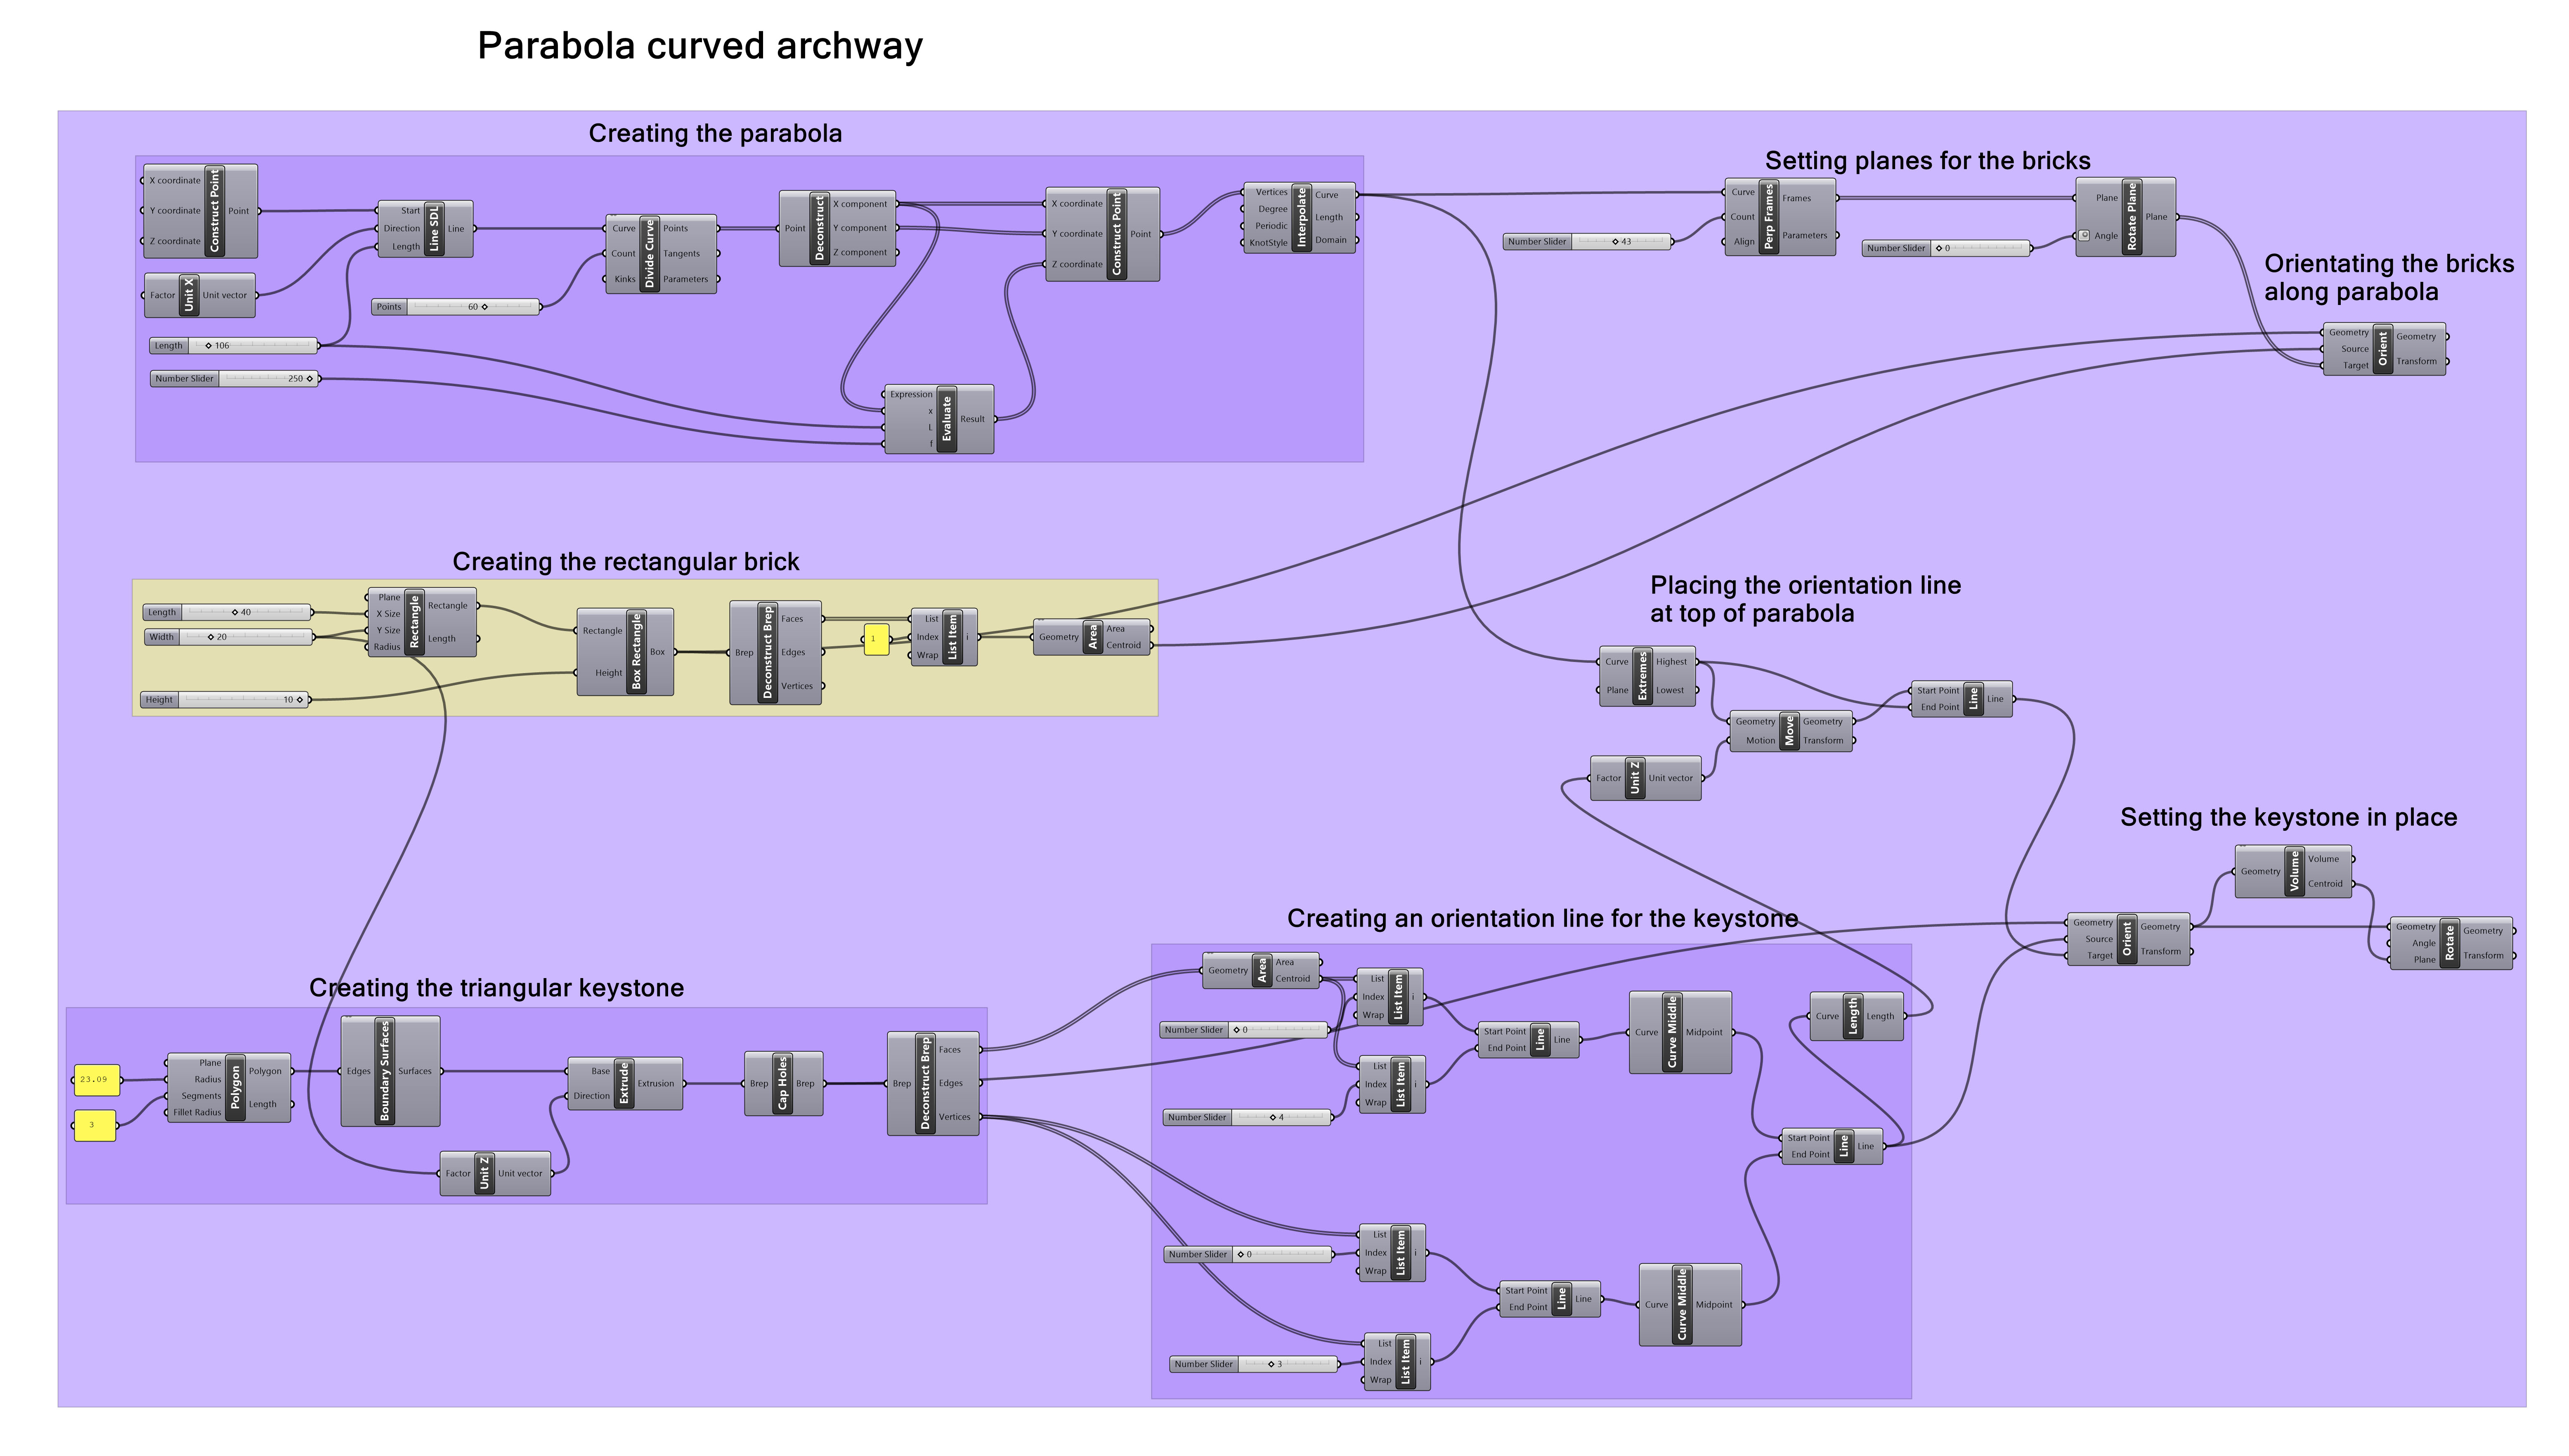 Parabola curved archway
Creating the parabola
X coordinate
Y coordinate
Z coordinate
Construct Point
Point
Factor
Unit X
Unit vector
Length 106
Number Slider 250
Start
Direction
Length
Line SDL
Line
Points 60
Curve
Count
Kinks
Divide Curve
Points
Tangents
Parameters
Point
Deconstruct
X component
Y component
Z component
Expression
x
L
f
Evaluate
Result
X coordinate
Y coordinate
Z coordinate
Construct Point
Point
Vertices
Degree
Periodic
KnotStyle
Interpolate
Curve
Length
Domain
Setting planes for the bricks
Number Slider 43
Curve
Count
Align
Perp Frames
Frames
Parameters
Number Slider 0
Plane
Angle
Rotate Plane
Plane
Orientating the bricks
along parabola
Geometry
Source
Target
Orient
Geometry
Transform
Creating the rectangular brick
Length 40
Width 20
Height 10
Plane
X Size
Y Size
Radius
Rectangle
Rectangle
Length
Rectangle
Height
Box Rectangle
Box
Brep
Deconstruct Brep
Faces
Edges
Vertices
1
List
Index
Wrap
List Item
i
Geometry
Area
Area
Centroid
Placing the orientation line
at top of parabola
Curve
Plane
Extremes
Highest
Lowest
Factor
Unit Z
Unit vector
Geometry
Motion
Move
Geometry
Transform
Start Point
End Point
Line
Line
Setting the keystone in place
Geometry
Volume
Volume
Centroid
Geometry
Source
Target
Orient
Geometry
Transform
Geometry
Angle
Plane
Rotate
Geometry
Transform
Creating the triangular keystone
23.09
3
Plane
Radius
Segments
Fillet Radius
Polygon
Polygon
Length
Edges
Boundary Surfaces
Surfaces
Factor
Unit Z
Unit vector
Base
Direction
Extrude
Extrusion
Brep
Cap Holes
Brep
Brep
Deconstruct Brep
Faces
Edges
Vertices
Creating an orientation line for the keystone
Geometry
Area
Area
Centroid
Number Slider 0
List
Index
Wrap
List Item
i
Number Slider 4
List
Index
Wrap
List Item
i
Start Point
End Point
Line
Line
Curve
Curve Middle
Midpoint
Curve
Length
Length
Start Point
End Point
Line
Line
Number Slider 0
List
Index
Wrap
List Item
i
Number Slider 3
List
Index
Wrap
List Item
i
Start Point
End Point
Line
Line
Curve
Curve Middle
Midpoint